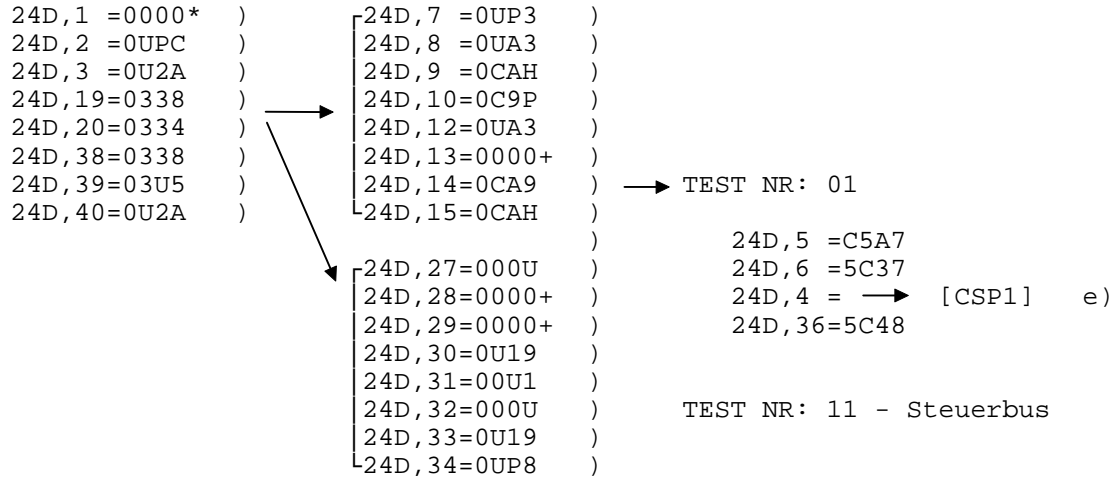 24D,1 =0000* ) 24D,7 =0UP3 )
24D,2 =0UPC ) 24D,8 =0UA3 )
24D,3 =0U2A ) 24D,9 =0CAH )
24D,19=0338 ) 24D,10=0C9P )
24D,20=0334 ) 24D,12=0UA3 )
24D,38=0338 ) 24D,13=0000+ )
24D,39=03U5 ) 24D,14=0CA9 ) TEST NR: 01
24D,40=0U2A ) 24D,15=0CAH )
) 24D,5 =C5A7
24D,27=000U ) 24D,6 =5C37
24D,28=0000+ ) 24D,4 = [CSP1] e)
24D,29=0000+ ) 24D,36=5C48
24D,30=0U19 )
24D,31=00U1 )
24D,32=000U ) TEST NR: 11 - Steuerbus
24D,33=0U19 )
24D,34=0UP8 )